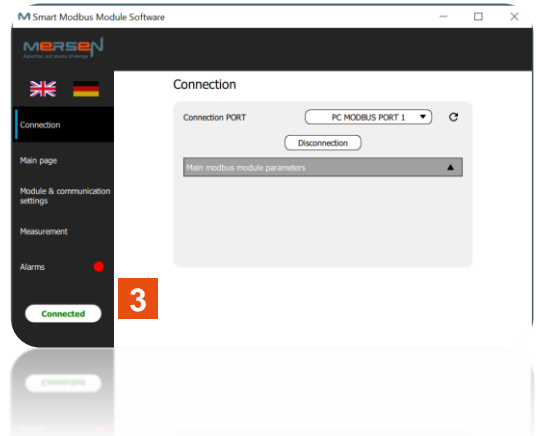 M Smart Modbus Module Software
MERSEN
Expertise, our source of energy
Connection
Connection
Connection PORT
PC MODBUS PORT 1
Disconnection
Main modbus module parameters
Main page
Module & communication
settings
Measurement
Alarms
Connected
3
Connected